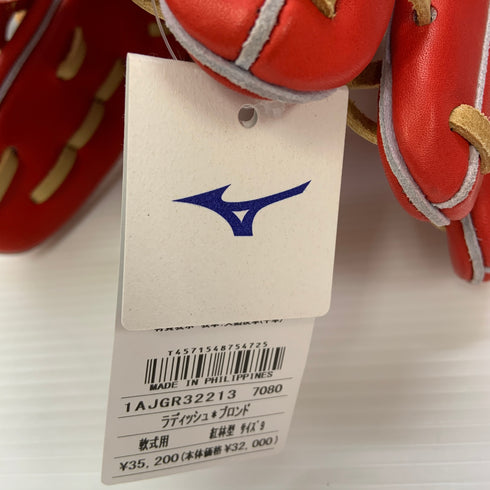 T4571548754725
MADE IN PHILIPPINES
1AJGR32213 7080
ラディッシュ*ブロンド
軟式用 紅林型 サイズ9
¥35,200(本体価格¥32,000)